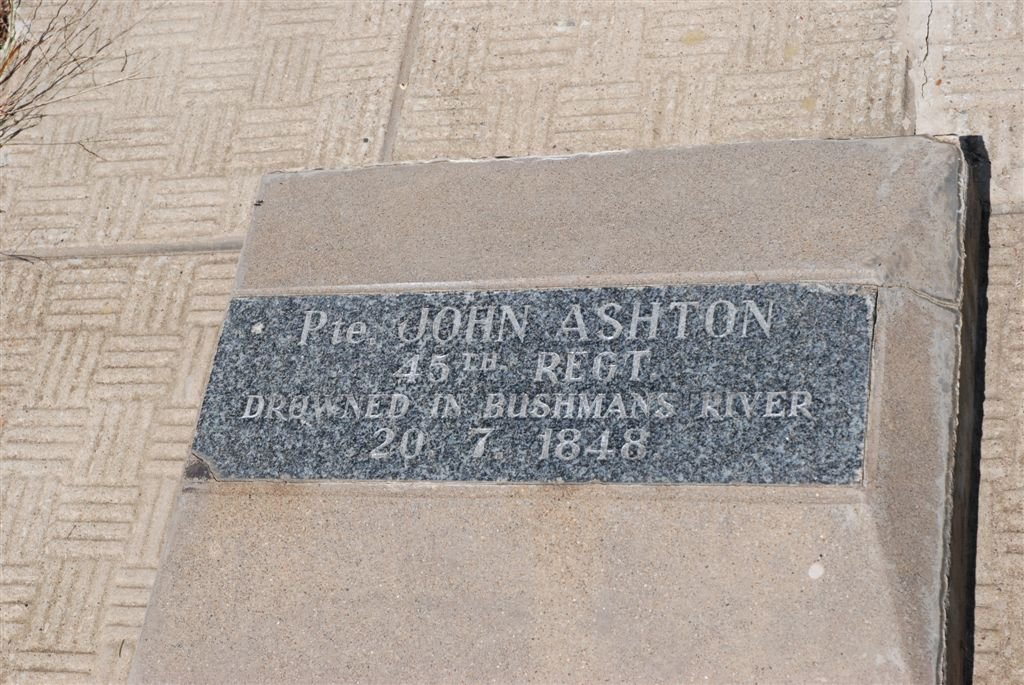 Pte. JOHN ASHTON
45TH. REGT.
DROWNED IN BUSHMANS RIVER
20. 7. 1848